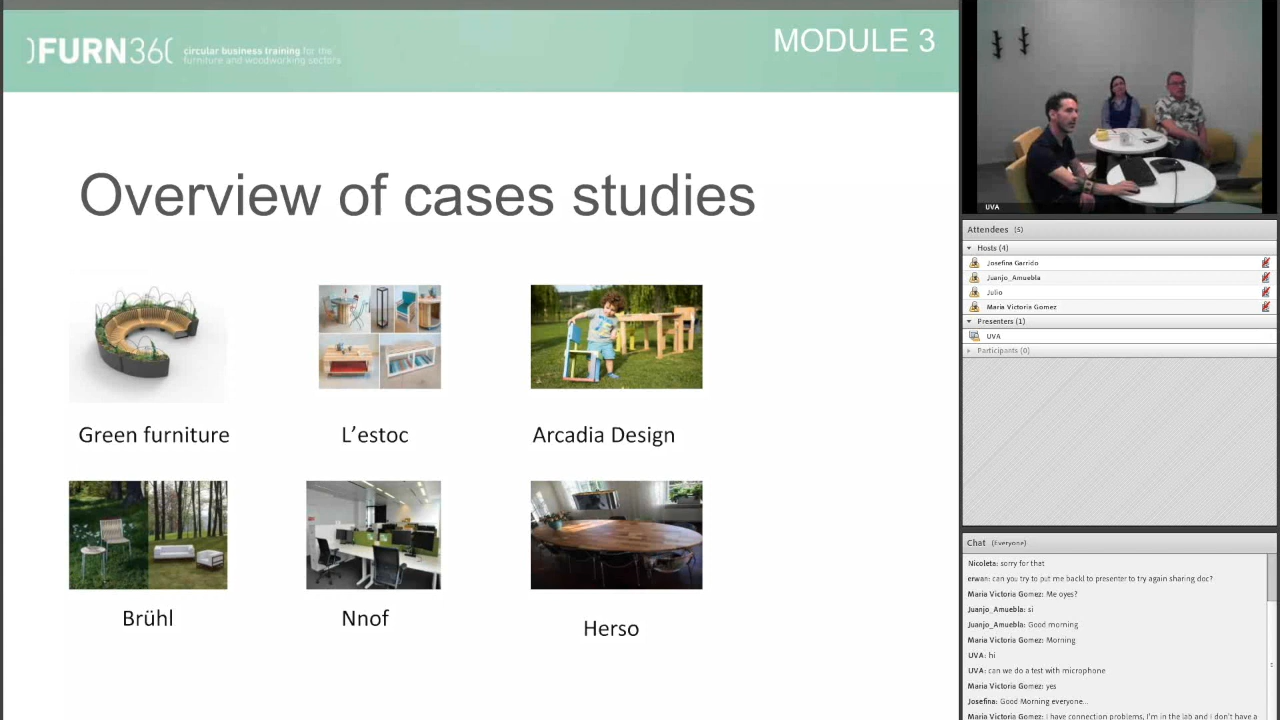 FURN36
circular business training for the
furniture and woodworking sectors
MODULE 3
Overview of cases studies
Green furniture
L’estoc
Arcadia Design
Brühl
Nnof
Herso
UVA
Attendees (5)
Hosts (4)
Josefina Garrido
Juanjo_Amuebla
Julio
Maria Victoria Gomez
Presenters (1)
UVA
Participants (0)
Chat (Everyone)
Nicoleta: sorry for that
erwan: can you try to put me backl to presenter to try again sharing doc?
Maria Victoria Gomez: Me oyes?
Juanjo_Amuebla: si
Juanjo_Amuebla: Good morning
Maria Victoria Gomez: Morning
UVA: hi
UVA: can we do a test with microphone
Maria Victoria Gomez: yes
Josefina: Good Morning everyone...
Maria Victoria Gomez: i have connection problems, I'm in the lab and I don't have a